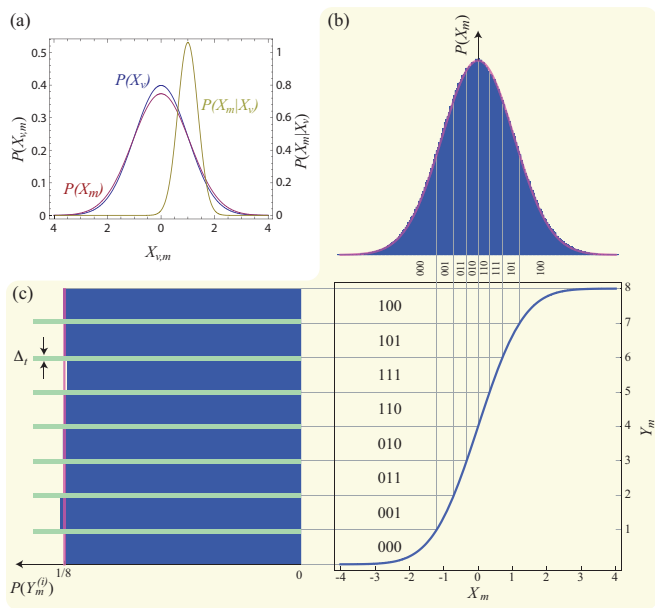 (a)
0.5
0.4
0.3
0.2
0.1
0
P(X_{v,m})
1
0.8
0.6
0.4
0.2
0
P(X_m|X_v)
P(X_v)
P(X_m|X_v)
P(X_m)
4 2 0 2 4
X_{v,m}
(b)
P(X_m)
000 001 011 010 110 111 101 100
(c)
Δ_t
1/8 0
P(Y_m^{(i)})
100
101
111
110
010
011
001
000
8
7
6
5
4
3
2
1
Y_m
-4 -3 -2 -1 0 1 2 3 4
X_m